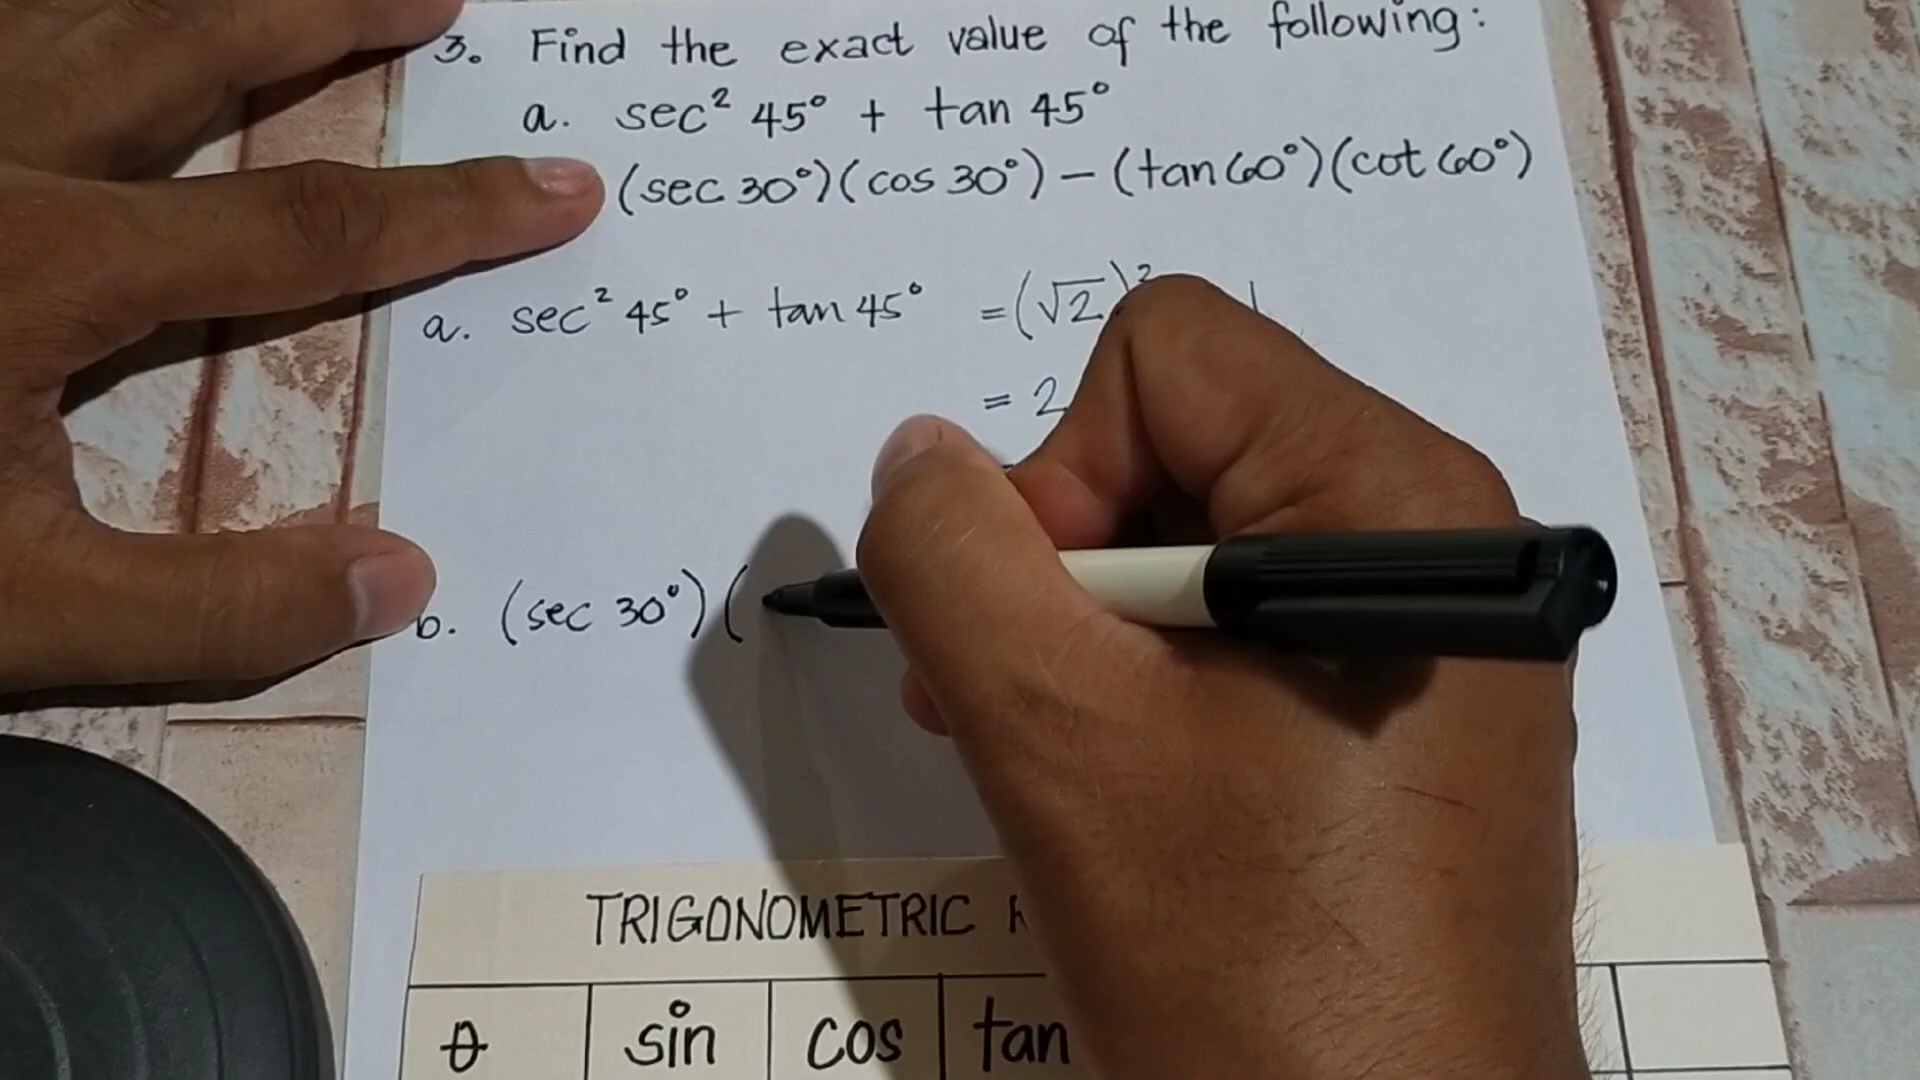 3. Find the exact value of the following:
a. sec² 45° + tan 45°
(sec 30°)(cos 30°) - (tan 60°)(cot 60°)
a. sec² 45° + tan 45° = (√2)²
= 2
b. (sec 30°)(
TRIGONOMETRIC
θ sin cos tan